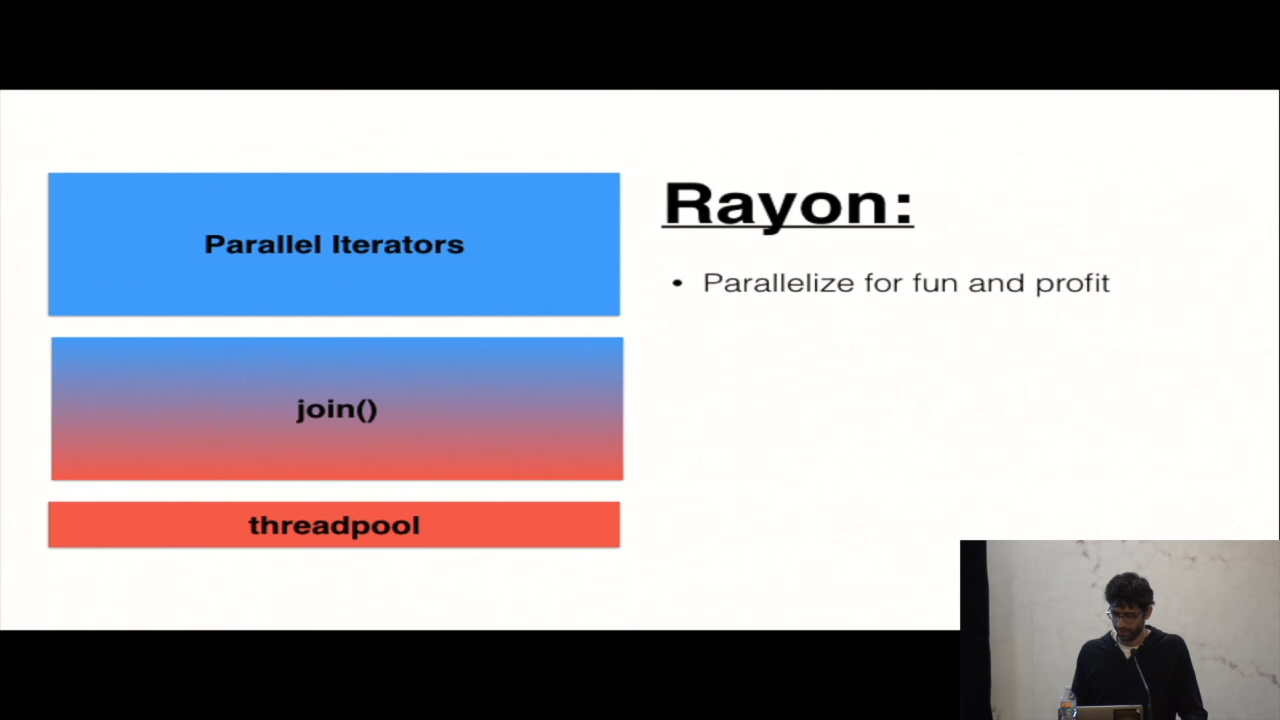 Parallel Iterators
join()
threadpool
Rayon:
• Parallelize for fun and profit